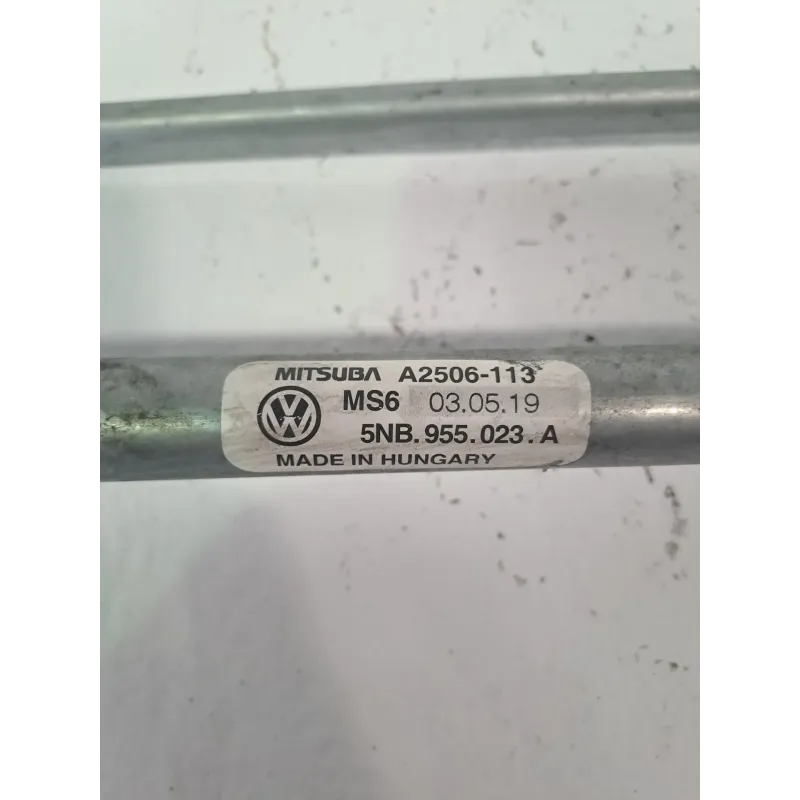 MITSUBA A2506-113
MS6 03.05.19
5NB.955.023.A
MADE IN HUNGARY